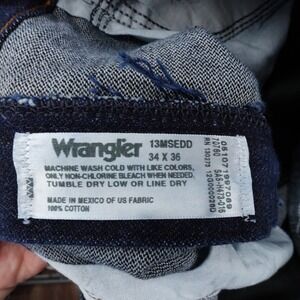 Wrangler 13MSEDD
34 X 36
MACHINE WASH COLD WITH LIKE COLORS,
ONLY NON-CHLORINE BLEACH WHEN NEEDED.
TUMBLE DRY LOW OR LINE DRY
MADE IN MEXICO OF US FABRIC
100% COTTON